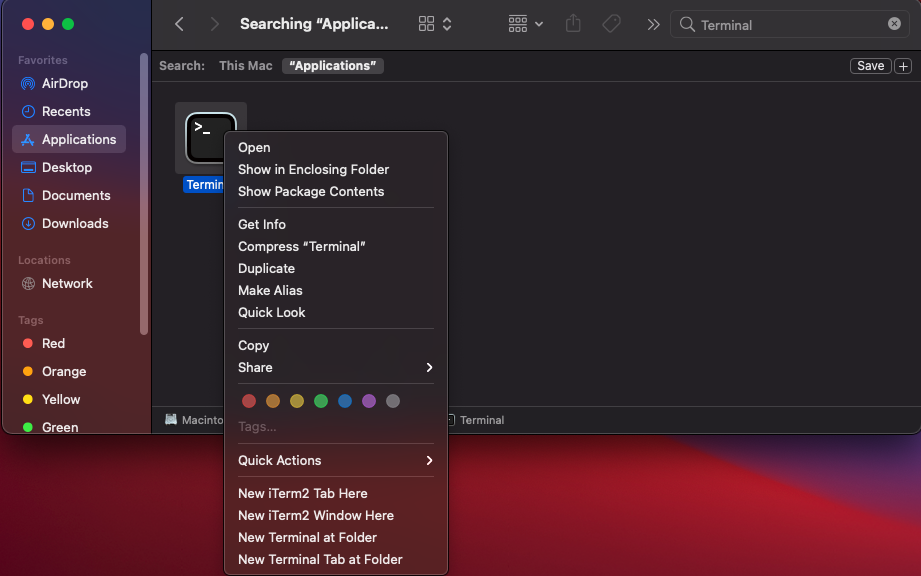 Searching “Applica...
Terminal
Favorites
AirDrop
Recents
Applications
Desktop
Documents
Downloads
Locations
Network
Tags
Red
Orange
Yellow
Green
Search:
This Mac
“Applications”
Save
+
>_
Termin
Open
Show in Enclosing Folder
Show Package Contents
Get Info
Compress “Terminal”
Duplicate
Make Alias
Quick Look
Copy
Share
Tags...
Quick Actions
New iTerm2 Tab Here
New iTerm2 Window Here
New Terminal at Folder
New Terminal Tab at Folder
Macinto
Terminal